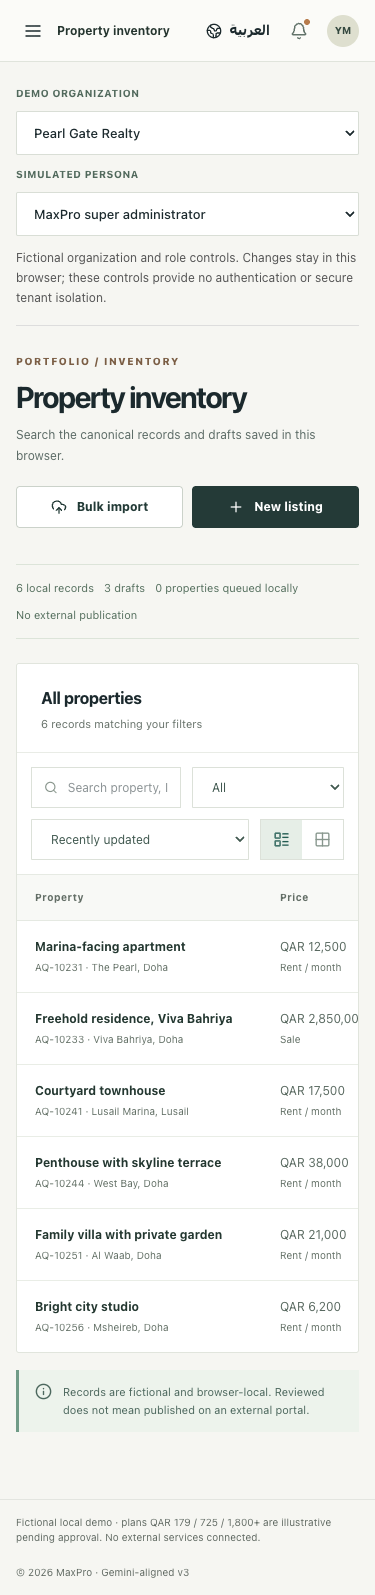 Property inventory
العربية
YM
DEMO ORGANIZATION
Pearl Gate Realty
SIMULATED PERSONA
MaxPro super administrator
Fictional organization and role controls. Changes stay in this
browser; these controls provide no authentication or secure
tenant isolation.
PORTFOLIO / INVENTORY
Property inventory
Search the canonical records and drafts saved in this
browser.
Bulk import
New listing
6 local records 3 drafts 0 properties queued locally
No external publication
All properties
6 records matching your filters
Search property, l
All
Recently updated
Property Price
Marina-facing apartment QAR 12,500
AQ-10231 · The Pearl, Doha Rent / month
Freehold residence, Viva Bahriya QAR 2,850,00
AQ-10233 · Viva Bahriya, Doha Sale
Courtyard townhouse QAR 17,500
AQ-10241 · Lusail Marina, Lusail Rent / month
Penthouse with skyline terrace QAR 38,000
AQ-10244 · West Bay, Doha Rent / month
Family villa with private garden QAR 21,000
AQ-10251 · Al Waab, Doha Rent / month
Bright city studio QAR 6,200
AQ-10256 · Msheireb, Doha Rent / month
Records are fictional and browser-local. Reviewed
does not mean published on an external portal.
Fictional local demo · plans QAR 179 / 725 / 1,800+ are illustrative
pending approval. No external services connected.
© 2026 MaxPro · Gemini-aligned v3